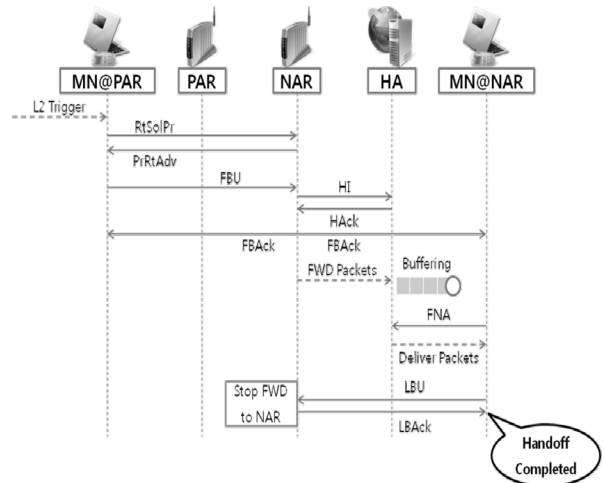 MN@PAR PAR NAR HA MN@NAR
L2 Trigger
RtSolPr
PrRtAdv
FBU
HI
HAck
FBAck FBAck
FWD Packets
Buffering
FNA
Deliver Packets
Stop FWD
to NAR
LBU
LBAck
Handoff
Completed